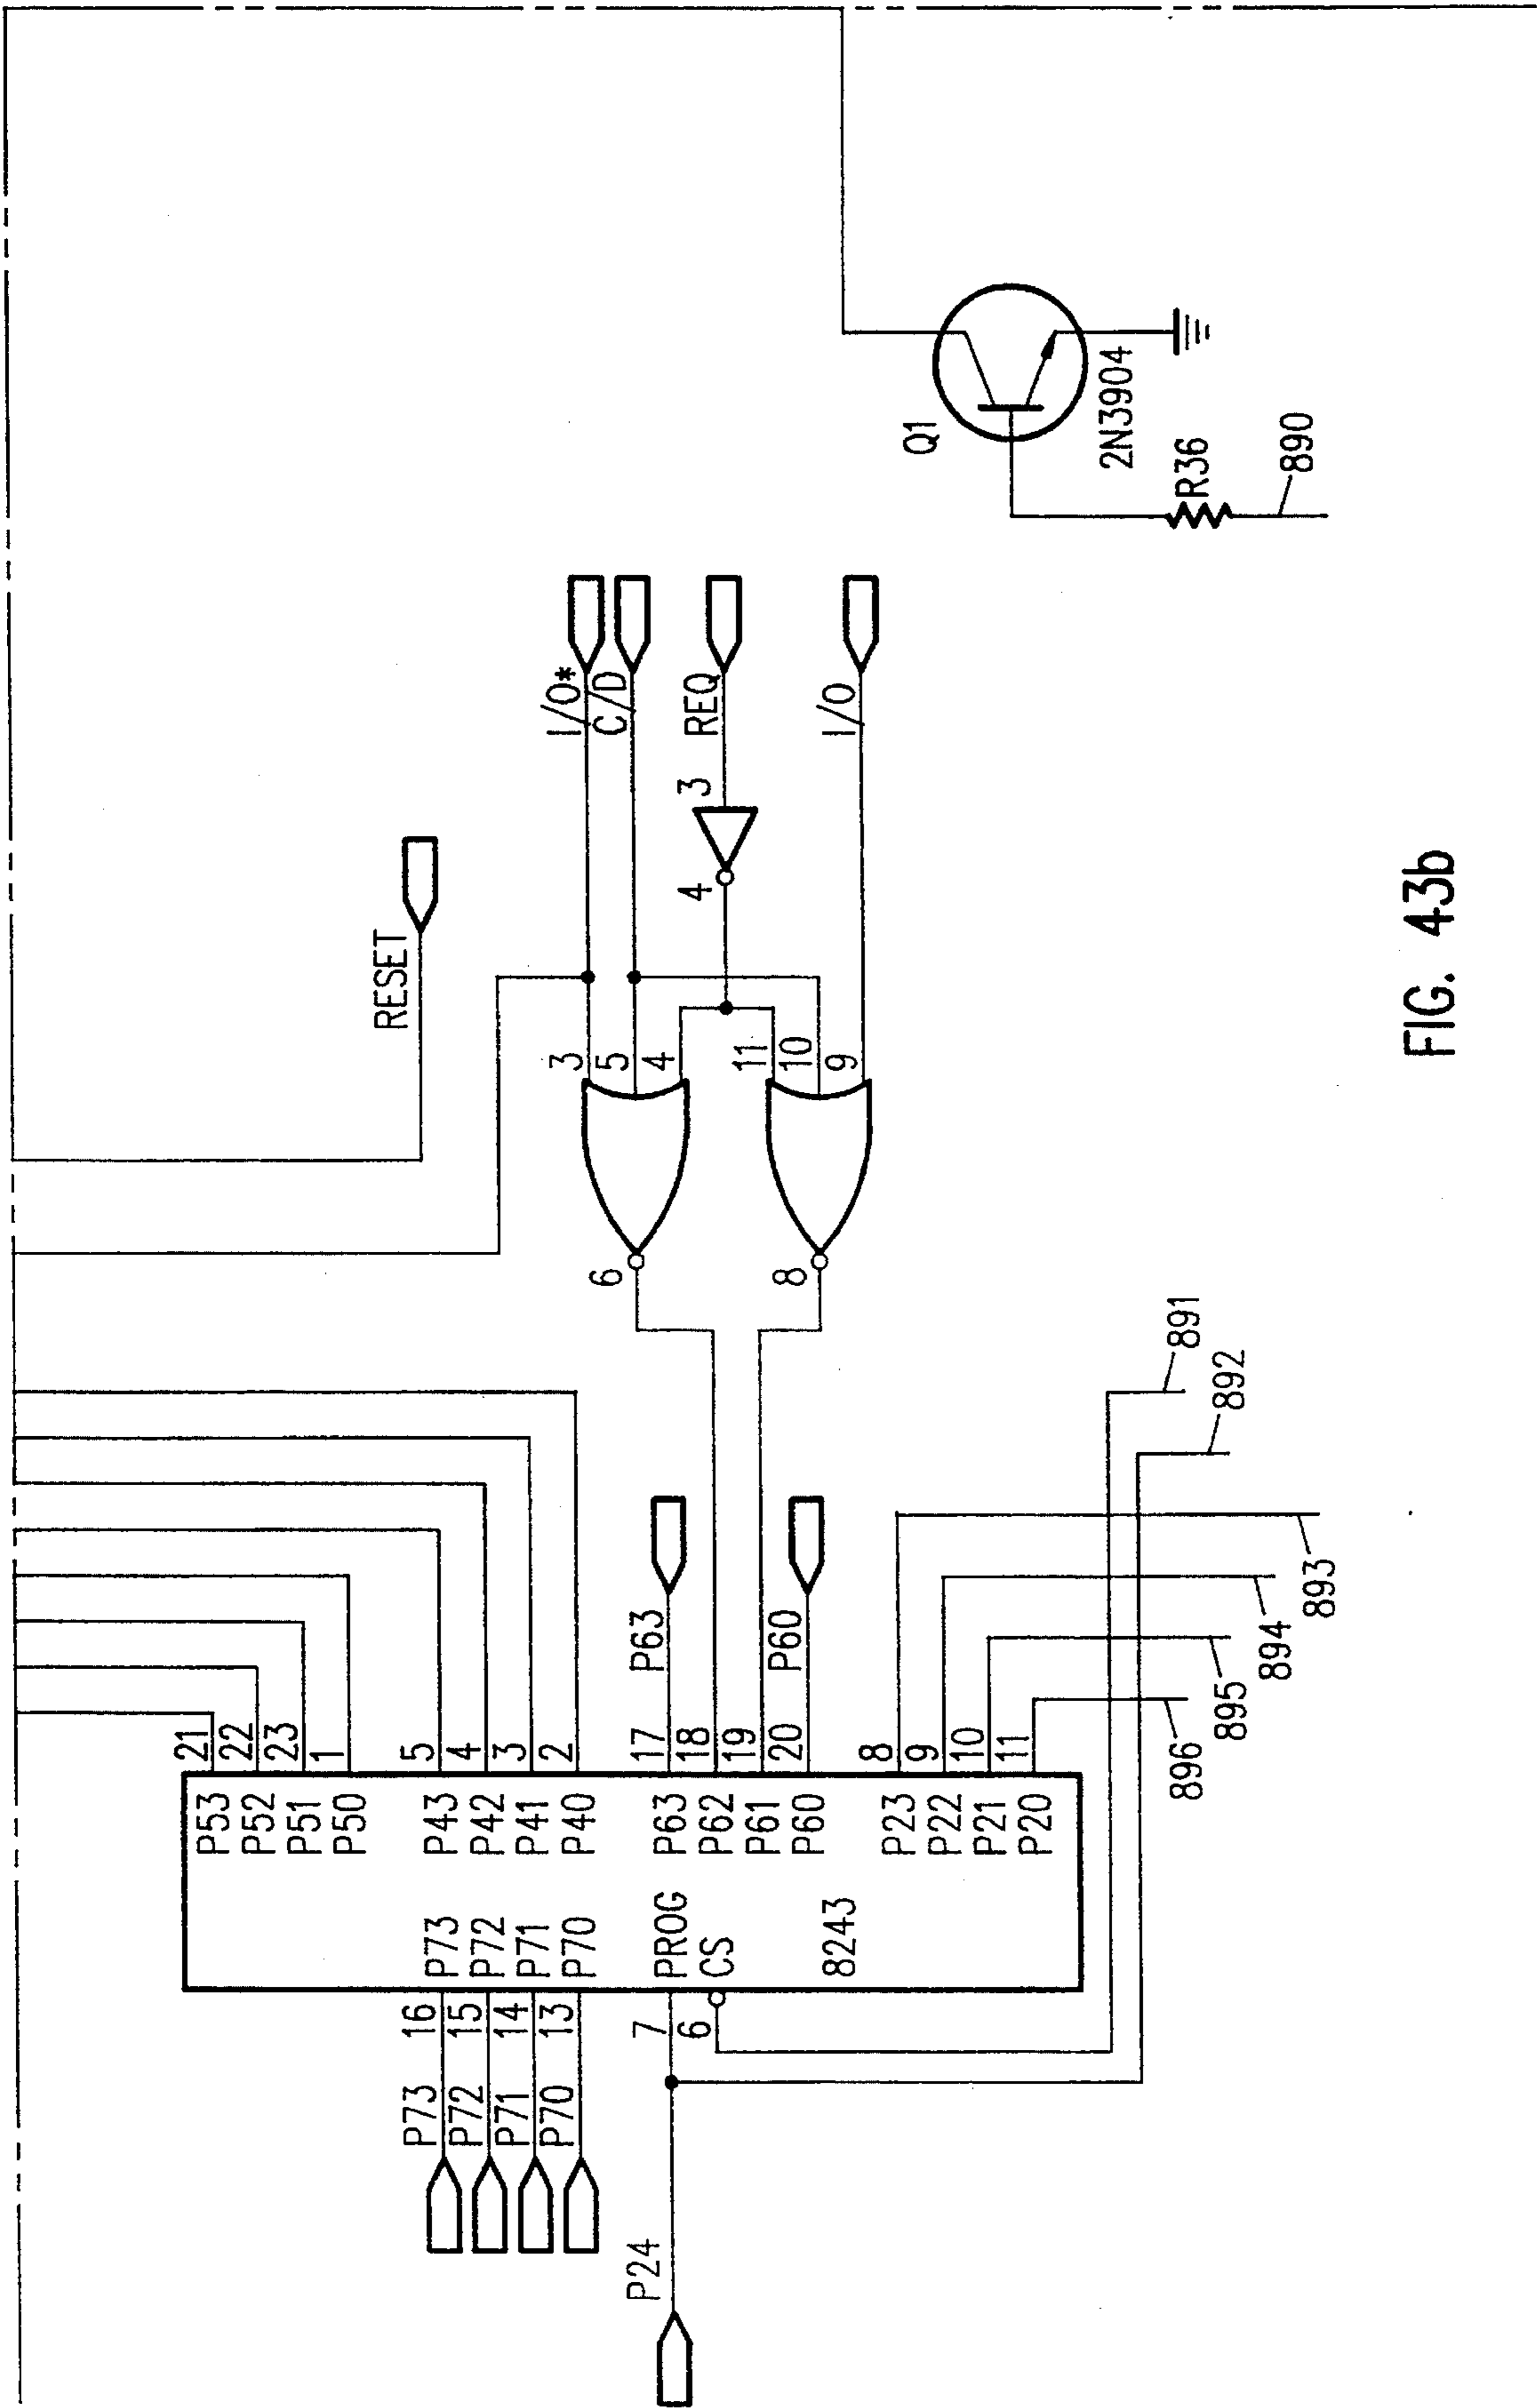 RESET
P73 16 P73
P72 15 P72
P71 14 P71
P70 13 P70
P24
7 PROG
6 CS
8243
P53 21
P52 22
P51 23
P50 1
P43 5
P42 4
P41 3
P40 2
P63 17 P63
P62 18
P61 19
P60 20 P60
P23 8
P22 9
P21 10
P20 11
896
895
894
893
892
891
6
3
5
4
8
11
10
9
4
3
I/O*
C/D
REQ
I/O
Q1
2N3904
R36
890
FIG. 43b